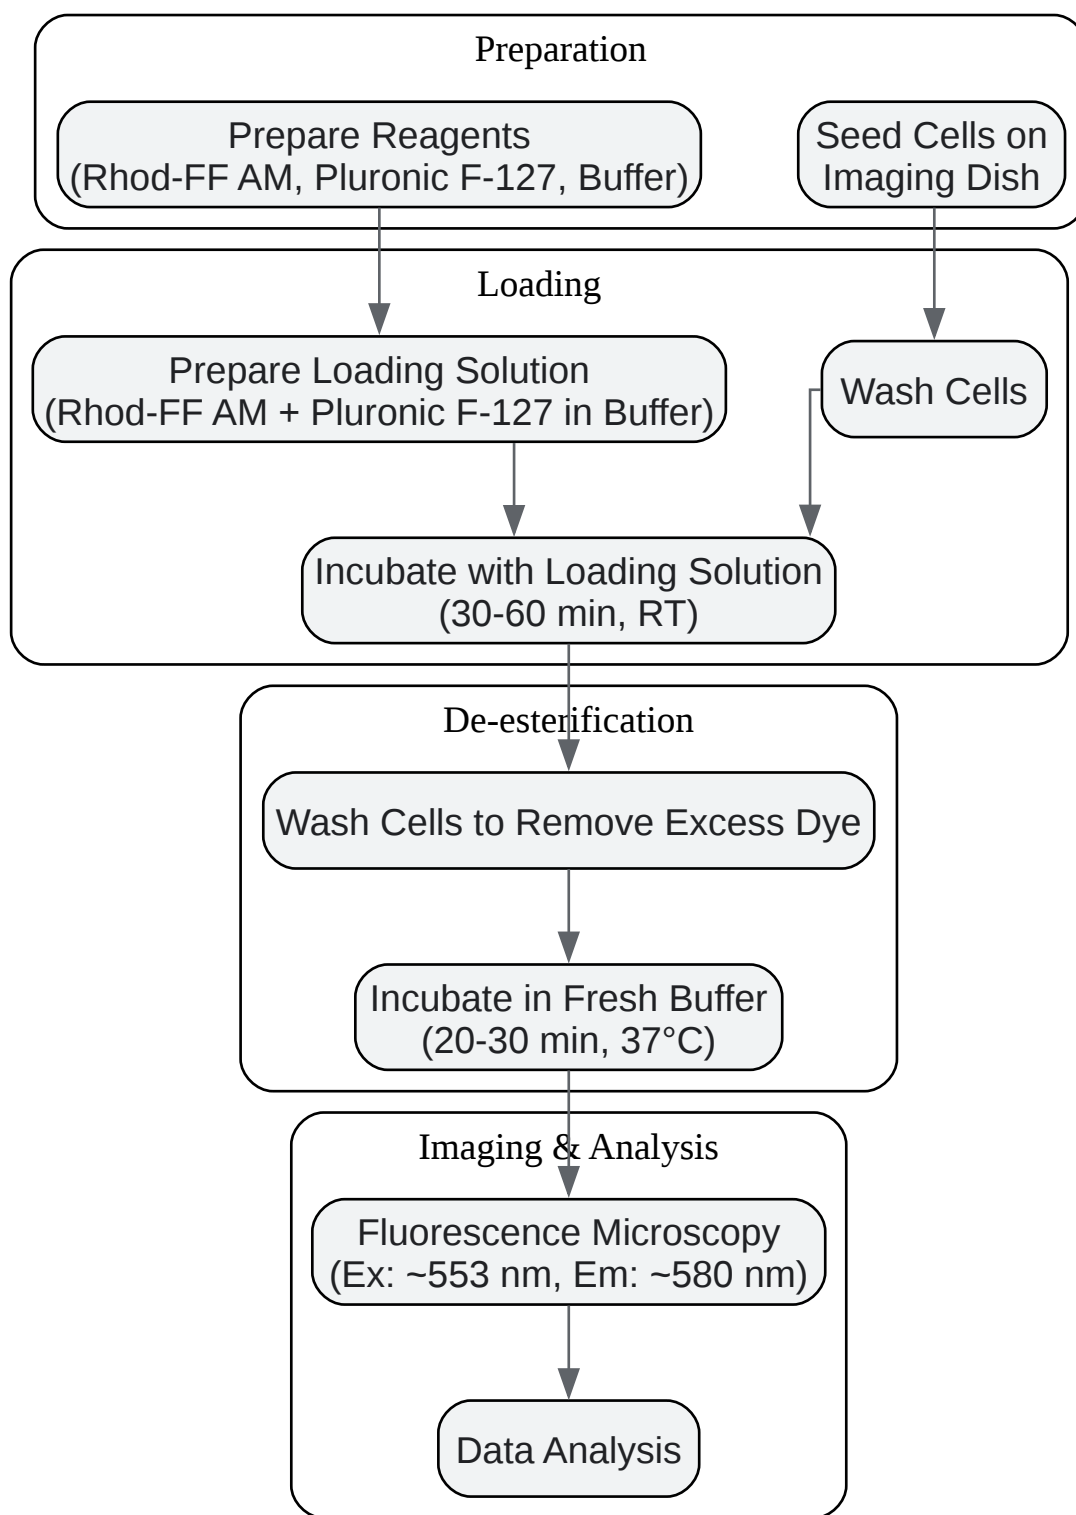 Preparation
Prepare Reagents
(Rhod-FF AM, Pluronic F-127, Buffer)
Seed Cells on
Imaging Dish
Loading
Prepare Loading Solution
(Rhod-FF AM + Pluronic F-127 in Buffer)
Wash Cells
Incubate with Loading Solution
(30-60 min, RT)
De-esterification
Wash Cells to Remove Excess Dye
Incubate in Fresh Buffer
(20-30 min, 37°C)
Imaging & Analysis
Fluorescence Microscopy
(Ex: ~553 nm, Em: ~580 nm)
Data Analysis